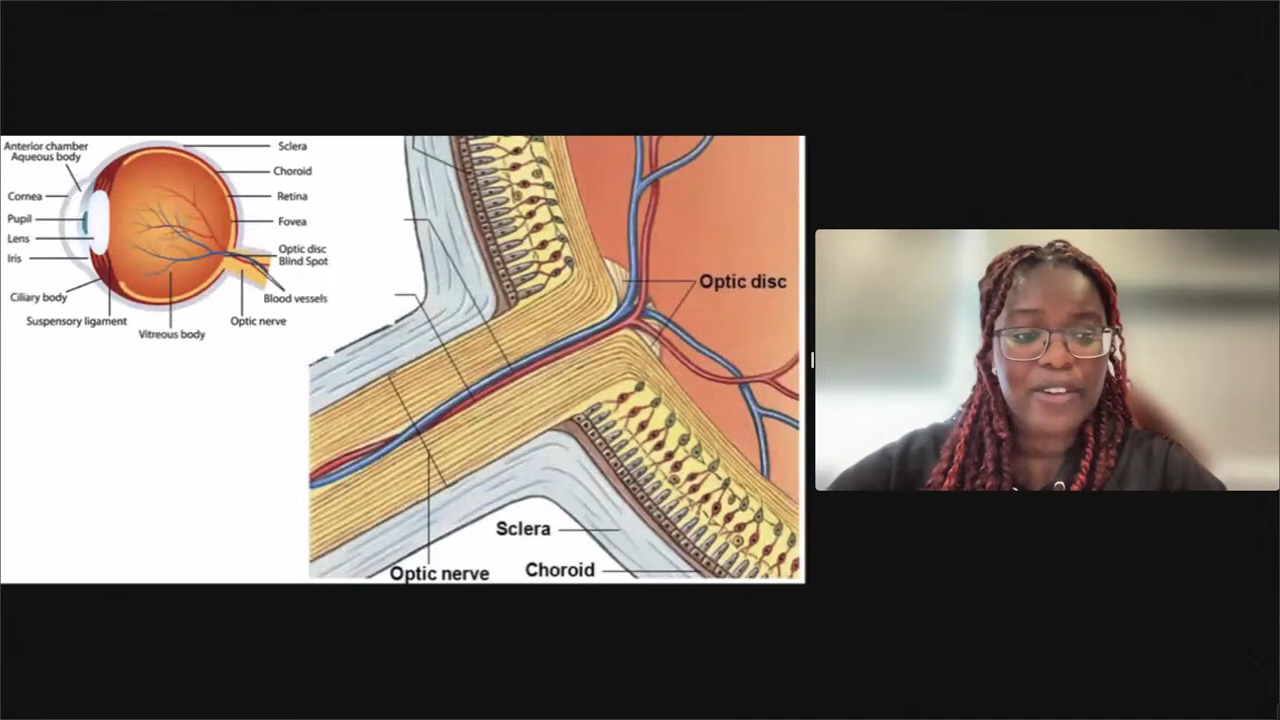 Anterior chamber
Aqueous body
Cornea
Pupil
Lens
Iris
Ciliary body
Suspensory ligament
Vitreous body
Sclera
Choroid
Retina
Fovea
Optic disc
Blind Spot
Blood vessels
Optic nerve
Optic disc
Sclera
Choroid
Optic nerve